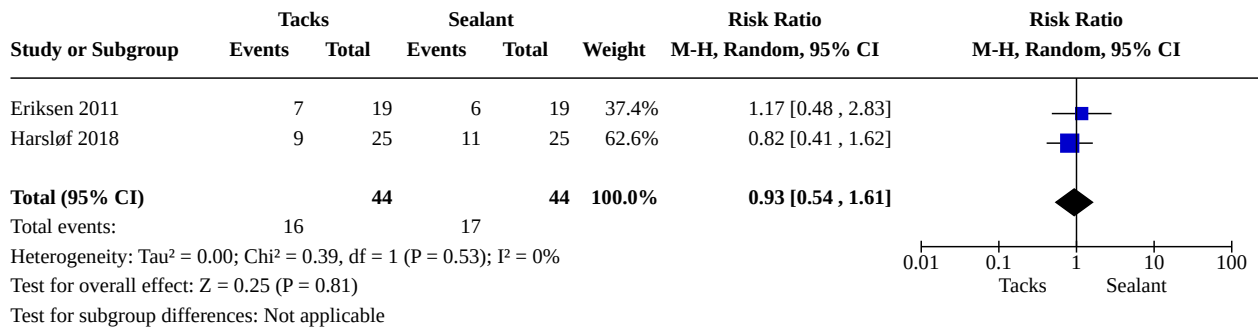 Tacks Sealant Risk Ratio Risk Ratio
Study or Subgroup Events Total Events Total Weight M-H, Random, 95% CI M-H, Random, 95% CI
Eriksen 2011 7 19 6 19 37.4% 1.17 [0.48 , 2.83]
Harsløf 2018 9 25 11 25 62.6% 0.82 [0.41 , 1.62]
Total (95% CI) 44 44 100.0% 0.93 [0.54 , 1.61]
Total events: 16 17
Heterogeneity: Tau² = 0.00; Chi² = 0.39, df = 1 (P = 0.53); I² = 0%
0.01 0.1 1 10 100
Test for overall effect: Z = 0.25 (P = 0.81) Tacks Sealant
Test for subgroup differences: Not applicable